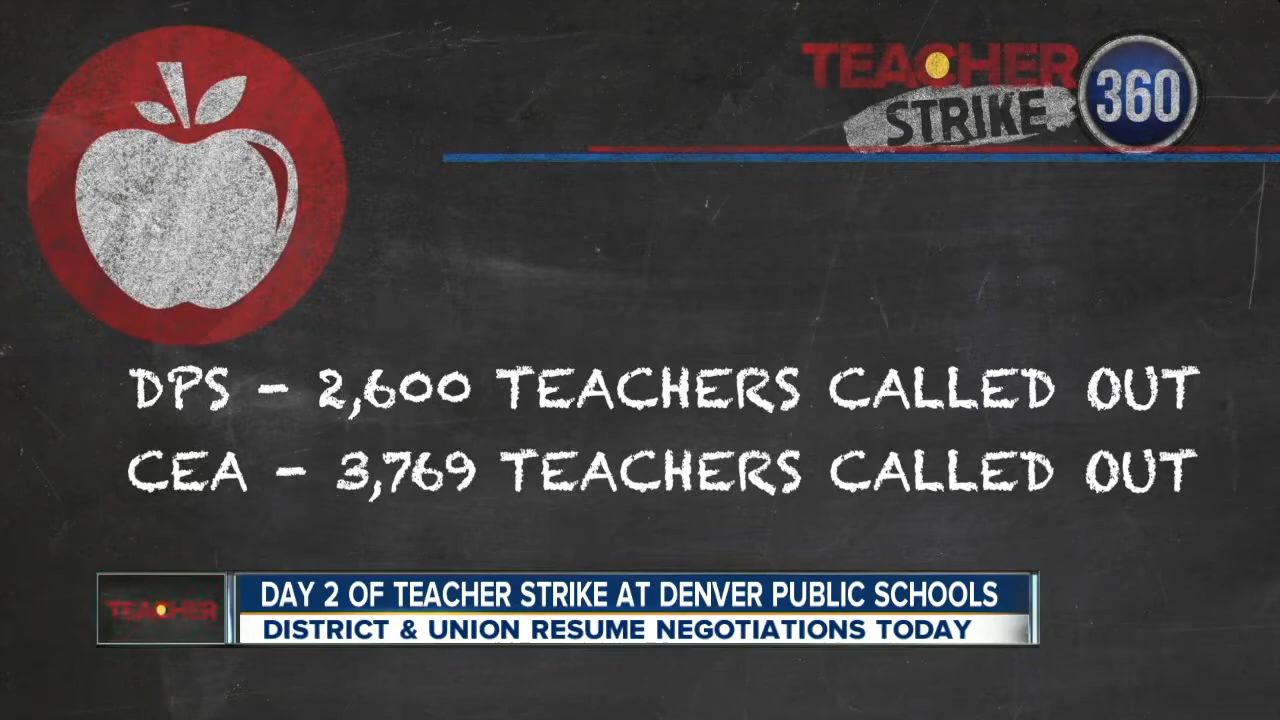 TEACHER
STRIKE
360
DPS - 2,600 TEACHERS CALLED OUT
CEA - 3,769 TEACHERS CALLED OUT
TEACHER
DAY 2 OF TEACHER STRIKE AT DENVER PUBLIC SCHOOLS
DISTRICT & UNION RESUME NEGOTIATIONS TODAY